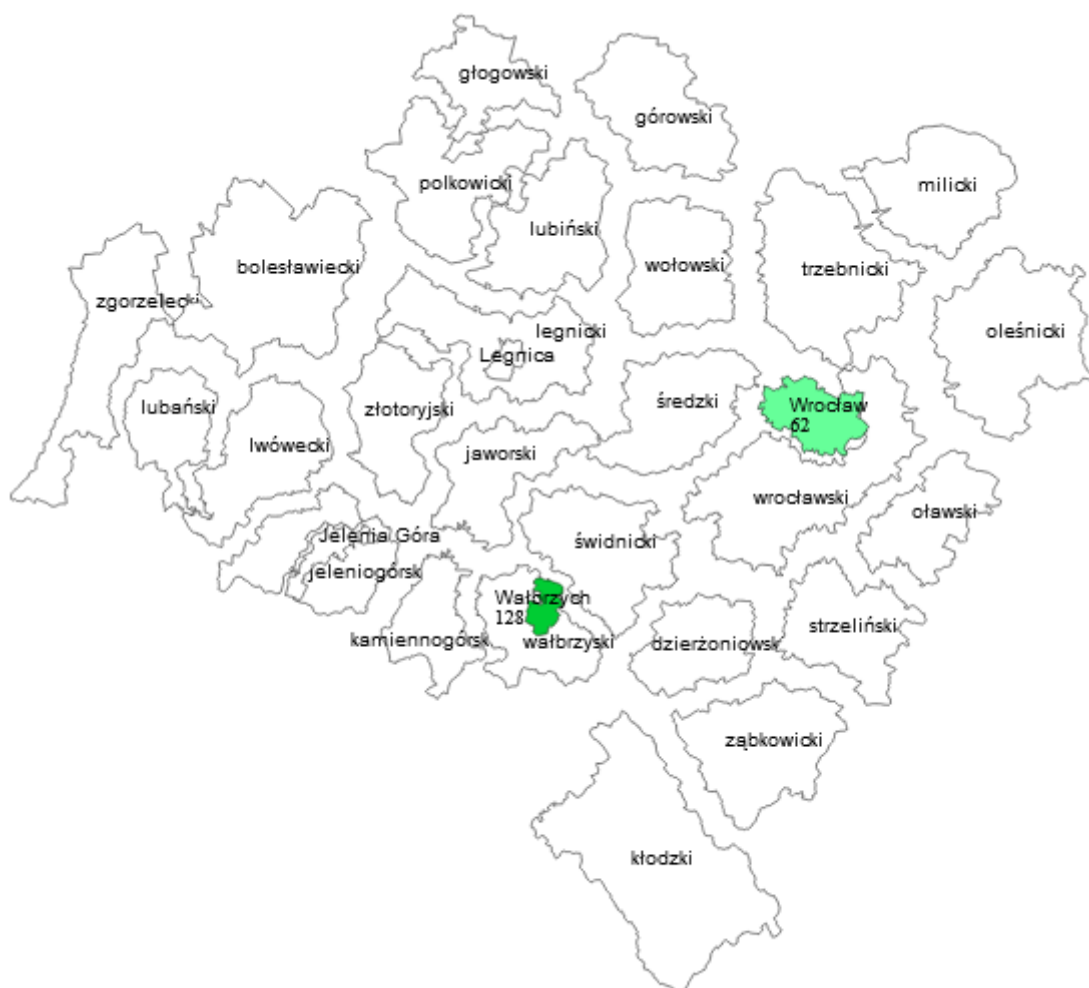 głogowski
górowski
polkowicki
milicki
lubiński
bolesławiecki
wołowski
trzebnicki
zgorzelecki
legnicki
oleśnicki
Legnica
lubański
złotoryjski
średzki
Wrocław
62
lwówecki
jaworski
wrocławski
oławski
Jelenia Góra
świdnicki
jeleniogórsk
Wałbrzych
128
strzeliński
kamiennogórsk
wałbrzyski
dzierżoniowsk
ząbkowicki
kłodzki